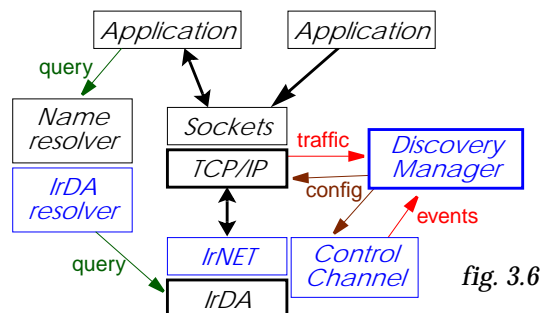 Application
Application
query
Name
resolver
Sockets
traffic
Discovery
Manager
TCP/IP
config
IrDA
resolver
events
query
IrNET
Control
Channel
IrDA
fig. 3.6